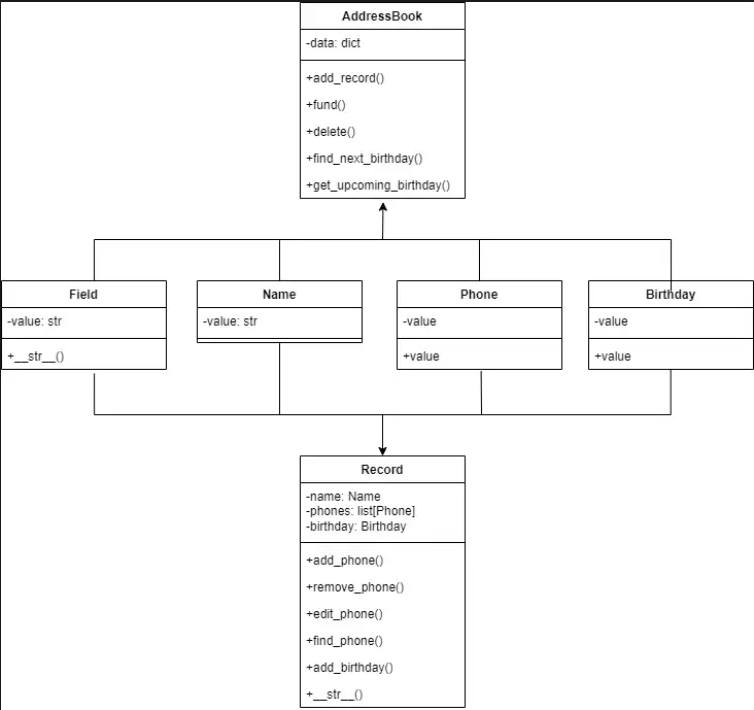 AddressBook
-data: dict
+add_record()
+fund()
+delete()
+find_next_birthday()
+get_upcoming_birthday()
Field
-value: str
+__str__()
Name
-value: str
Phone
-value
+value
Birthday
-value
+value
Record
-name: Name
-phones: list[Phone]
-birthday: Birthday
+add_phone()
+remove_phone()
+edit_phone()
+find_phone()
+add_birthday()
+__str__()